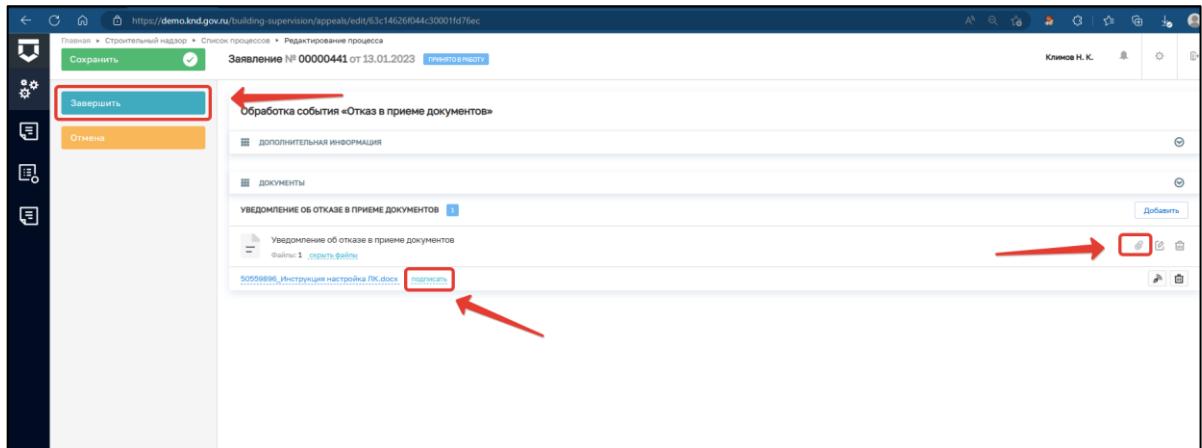 https://demo.knd.gov.ru/building-supervision/appeals/edit/63c14626f044c30001fd76ec
Главная ▸ Строительный надзор ▸ Список процессов ▸ Редактирование процесса
Сохранить
Заявление № 00000441 от 13.01.2023 ПРИНЯТО В РАБОТУ
Климов Н. К.
Завершить
Обработка события «Отказ в приеме документов»
Отмена
ДОПОЛНИТЕЛЬНАЯ ИНФОРМАЦИЯ
ДОКУМЕНТЫ
УВЕДОМЛЕНИЕ ОБ ОТКАЗЕ В ПРИЕМЕ ДОКУМЕНТОВ 1
Добавить
Уведомление об отказе в приеме документов
Файлы: 1 скрыть файлы
50559896_Инструкция настройка ЛК.docx подписать